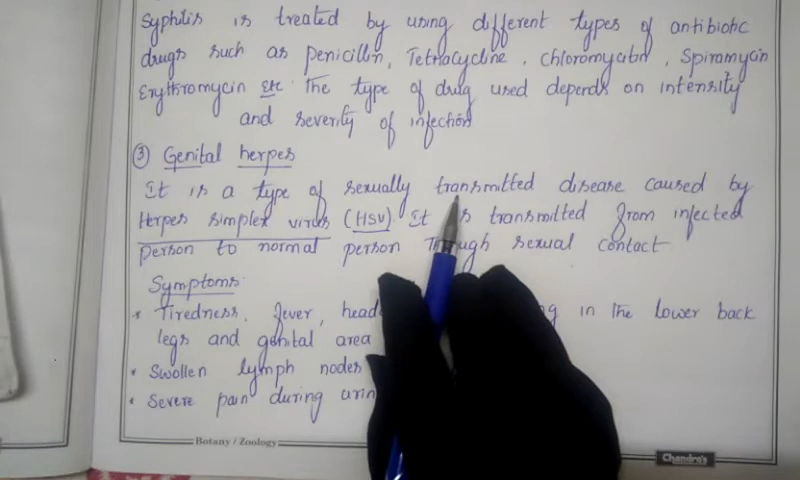 Syphilis is treated by using different types of antibiotic
drugs such as penicillin, Tetracycline, chloromycetin, Spiramycin
Erythromycin etc. The type of drug used depends on intensity
and severity of infection
③ Genital herpes
It is a type of sexually transmitted disease caused by
Herpes simplex virus (HSV). It is transmitted from infected
person to normal person through sexual contact
Symptoms:
* Tiredness, fever, in the lower back
legs and genital area
* Swollen lymph nodes
* Severe pain during
Botany / Zoology
Chandra's